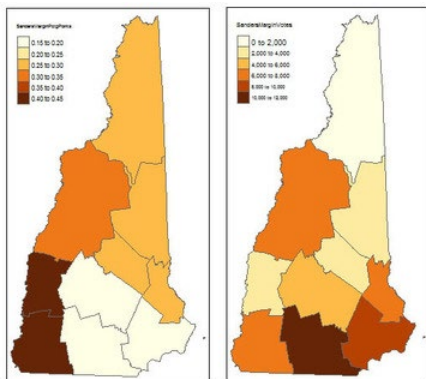 SandersMarginPctgPoints
0.15 to 0.20
0.20 to 0.25
0.25 to 0.30
0.30 to 0.35
0.35 to 0.40
0.40 to 0.45
SandersMarginVotes
0 to 2,000
2,000 to 4,000
4,000 to 6,000
6,000 to 8,000
8,000 to 10,000
10,000 to 12,000